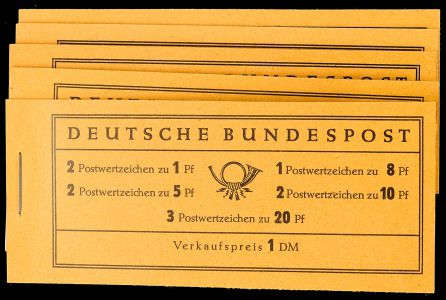 DEUTSCHE BUNDESPOST
2 Postwertzeichen zu 1 Pf 1 Postwertzeichen zu 8 Pf
2 Postwertzeichen zu 5 Pf 2 Postwertzeichen zu 10 Pf
3 Postwertzeichen zu 20 Pf
Verkaufspreis 1 DM